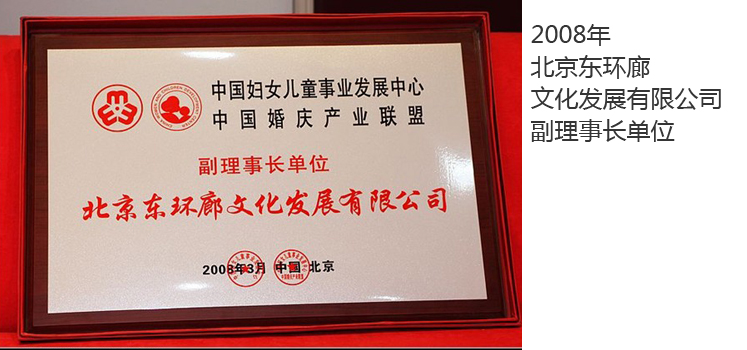 中国妇女儿童事业发展中心
中国婚庆产业联盟
副理事长单位
北京东环廊文化发展有限公司
2008年3月 中国 北京
2008年
北京东环廊
文化发展有限公司
副理事长单位